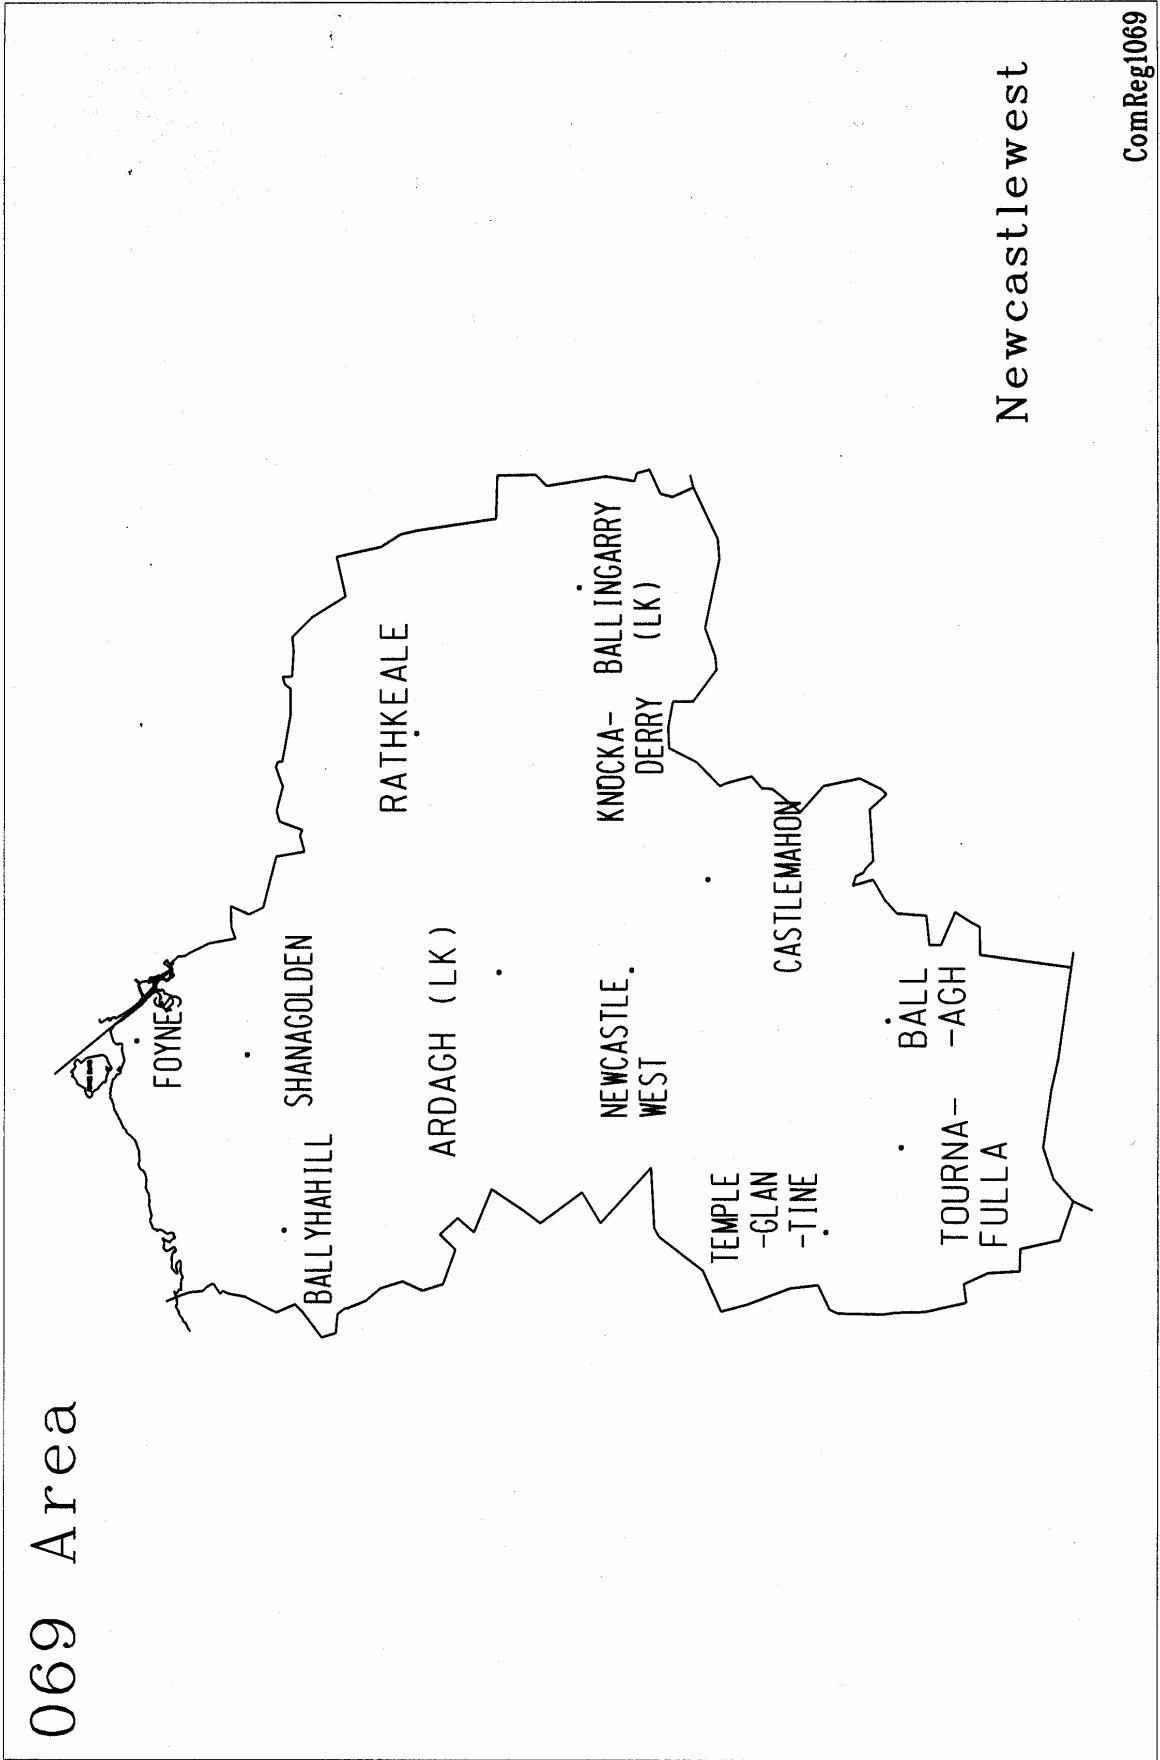 069 Area
FOYNES
SHANAGOLDEN
BALLYHAHILL
RATHKEALE
ARDAGH (LK)
BALLINGARRY
(LK)
KNOCKA-
DERRY
NEWCASTLE
WEST
CASTLEMAHON
TEMPLE
-GLAN
-TINE
BALL
-AGH
TOURNA-
FULLA
Newcastlewest
ComReg1069